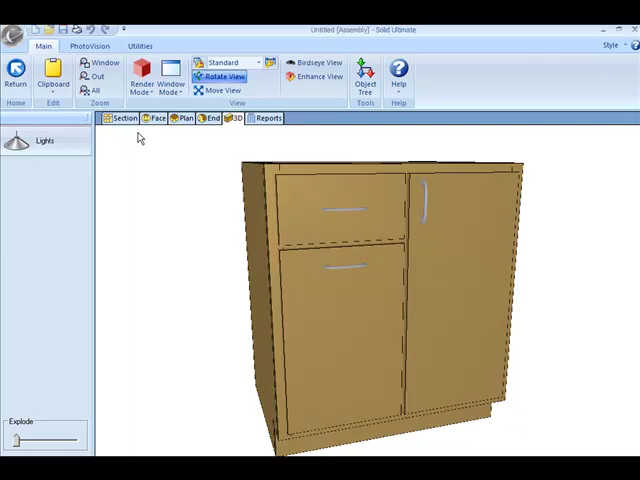 Untitled [Assembly] - Solid Ultimate
Main PhotoVision Utilities Style
Return Clipboard Window Out All Render Mode Window Mode Standard Rotate View Move View Birdseye View Enhance View Object Tree Help
Home Edit Zoom View Tools Help
Section Face Plan End 3D Reports
Lights
Explode